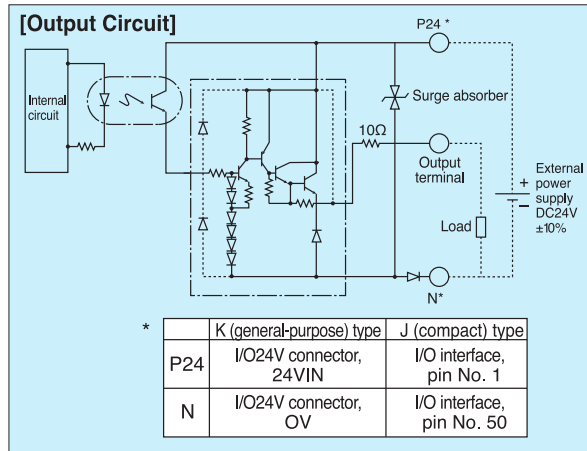 [Output Circuit]
P24 *
Internal
circuit
Surge absorber
10Ω
Output
terminal
External
power
supply
DC24V
±10%
+
−
Load
N*
*
K (general-purpose) type
J (compact) type
P24
I/O24V connector,
24VIN
I/O interface,
pin No. 1
N
I/O24V connector,
OV
I/O interface,
pin No. 50